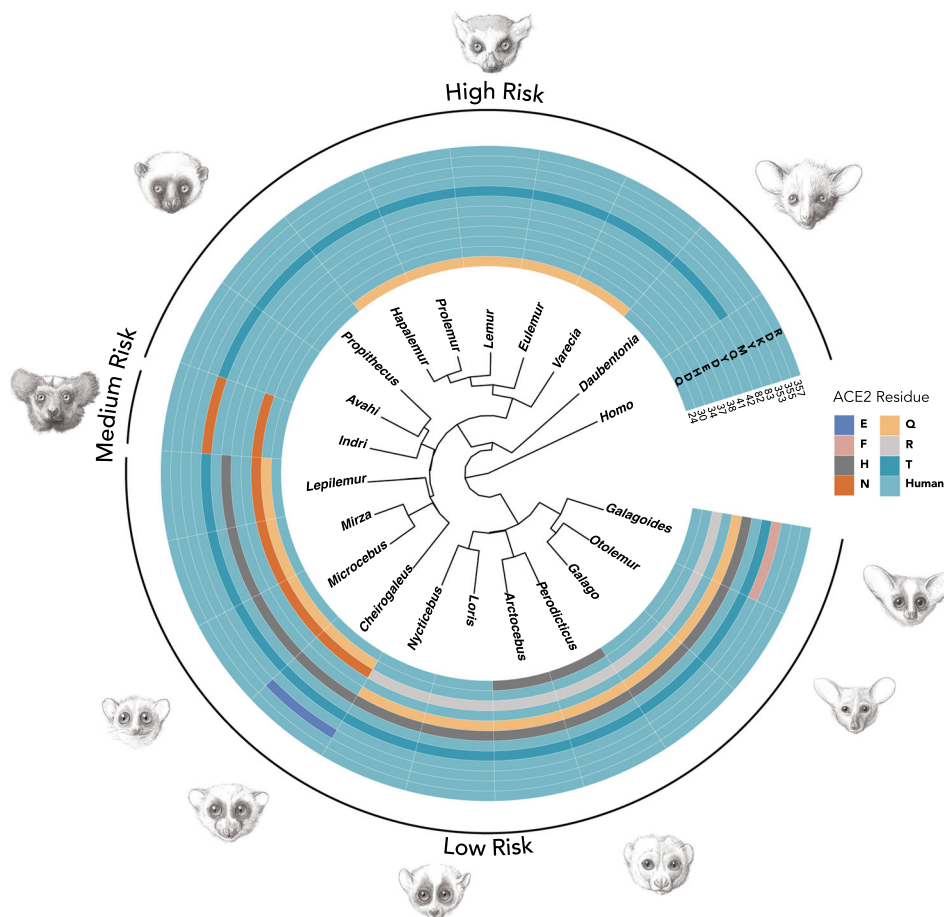 High Risk
Medium Risk
Low Risk
Propithecus
Hapalemur
Prolemur
Lemur
Eulemur
Varecia
Daubentonia
Homo
Avahi
Indri
Lepilemur
Mirza
Microcebus
Cheirogaleus
Nycticebus
Loris
Arctocebus
Perodicticus
Galago
Otolemur
Galagoides
QDHEDYQMYKDR
24
30
34
37
38
41
42
82
83
353
355
357
ACE2 Residue
E
F
H
N
Q
R
T
Human